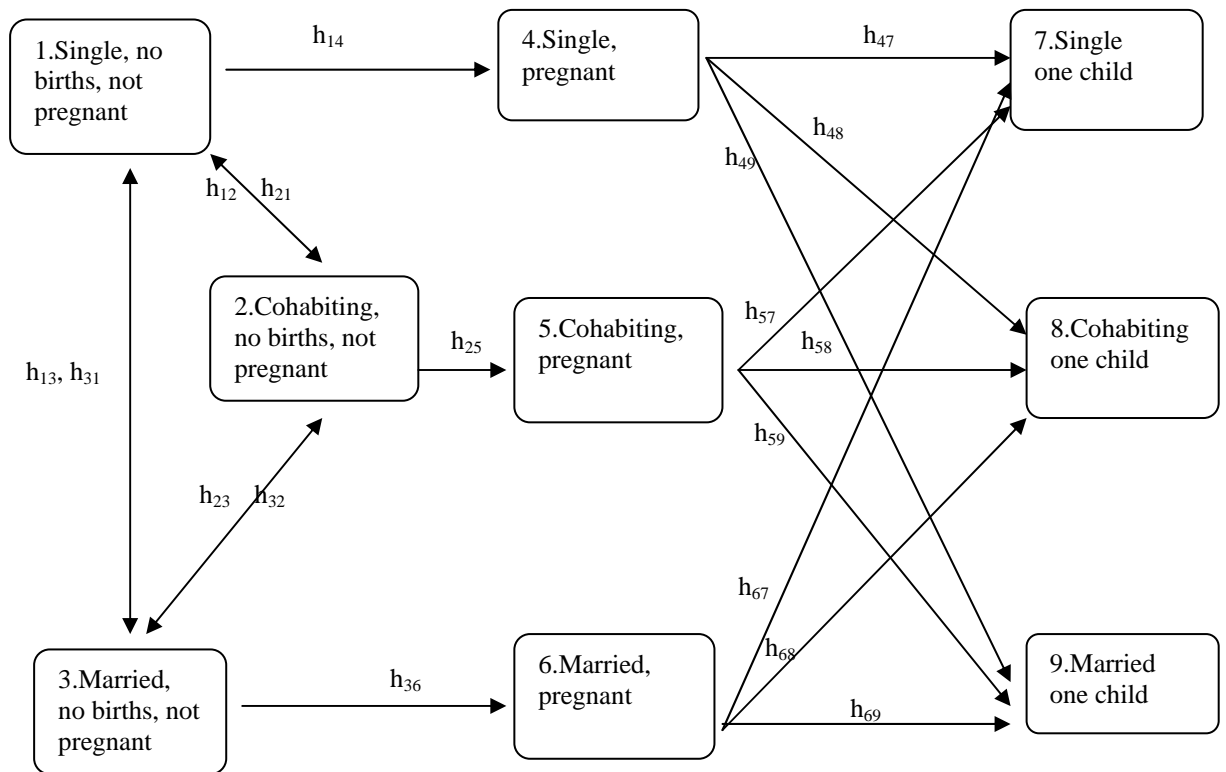 h₁₄
h₄₇
1.Single, no
births, not
pregnant
4.Single,
pregnant
7.Single
one child
h₄₈
h₄₉
h₁₂
h₂₁
2.Cohabiting,
no births, not
pregnant
h₂₅
5.Cohabiting,
pregnant
h₅₇
h₅₈
8.Cohabiting
one child
h₁₃, h₃₁
h₅₉
h₂₃
h₃₂
h₆₇
h₆₈
3.Married,
no births, not
pregnant
h₃₆
6.Married,
pregnant
h₆₉
9.Married
one child